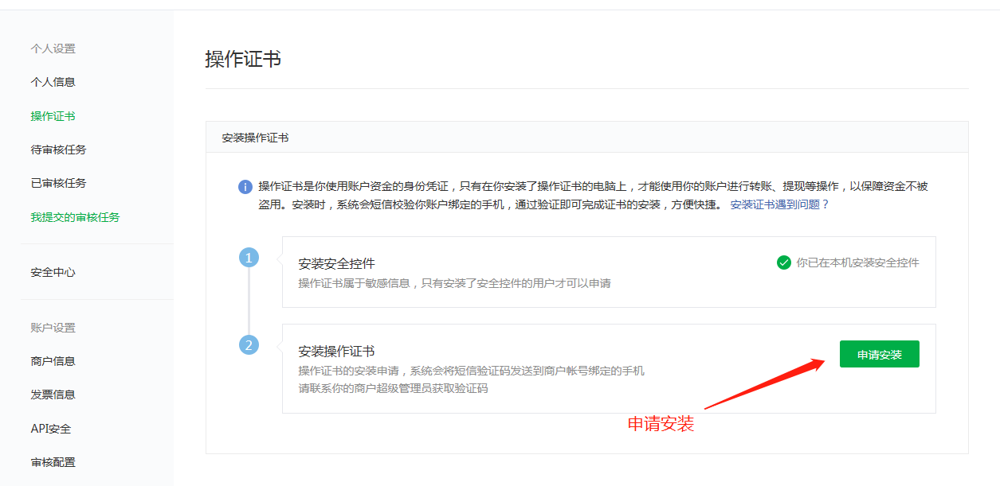 个人设置
个人信息
操作证书
待审核任务
已审核任务
我提交的审核任务
安全中心
账户设置
商户信息
发票信息
API安全
审核配置
操作证书
安装操作证书
操作证书是你使用账户资金的身份凭证，只有在你安装了操作证书的电脑上，才能使用你的账户进行转账、提现等操作，以保障资金不被
盗用。安装时，系统会短信校验你账户绑定的手机，通过验证即可完成证书的安装，方便快捷。 安装证书遇到问题？
1
安装安全控件
操作证书属于敏感信息，只有安装了安全控件的用户才可以申请
你已在本机安装安全控件
2
安装操作证书
操作证书的安装申请，系统会将短信验证码发送到商户帐号绑定的手机
请联系你的商户超级管理员获取验证码
申请安装
申请安装